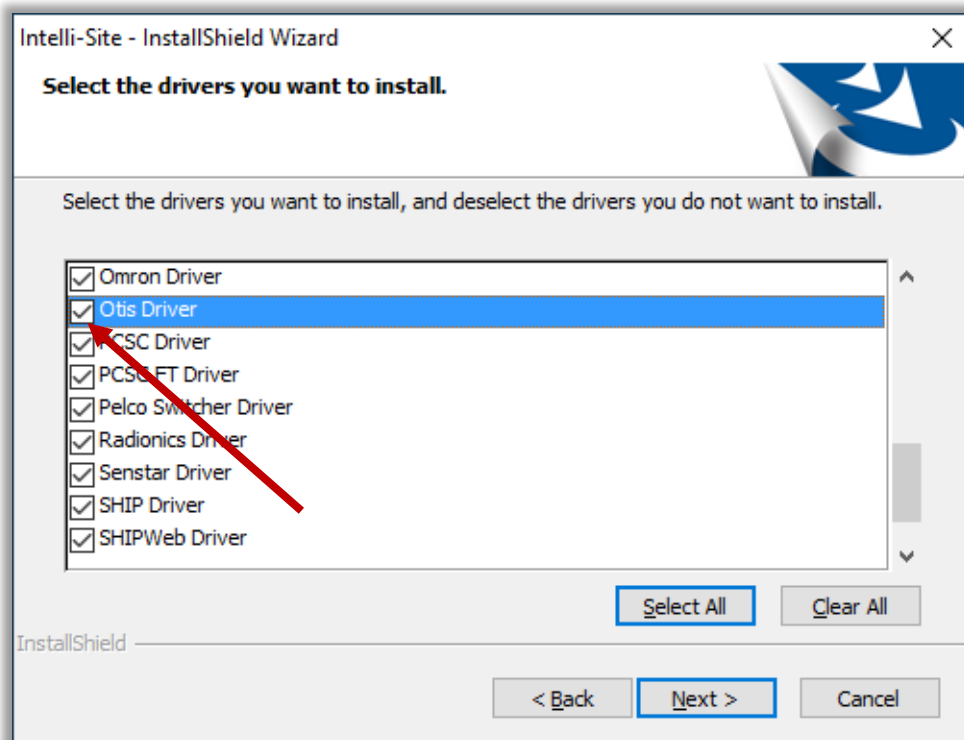 Intelli-Site - InstallShield Wizard
Select the drivers you want to install.
Select the drivers you want to install, and deselect the drivers you do not want to install.
Omron Driver
Otis Driver
PCSC Driver
PCSC FT Driver
Pelco Switcher Driver
Radionics Driver
Senstar Driver
SHIP Driver
SHIPWeb Driver
Select All Clear All
InstallShield
< Back Next > Cancel